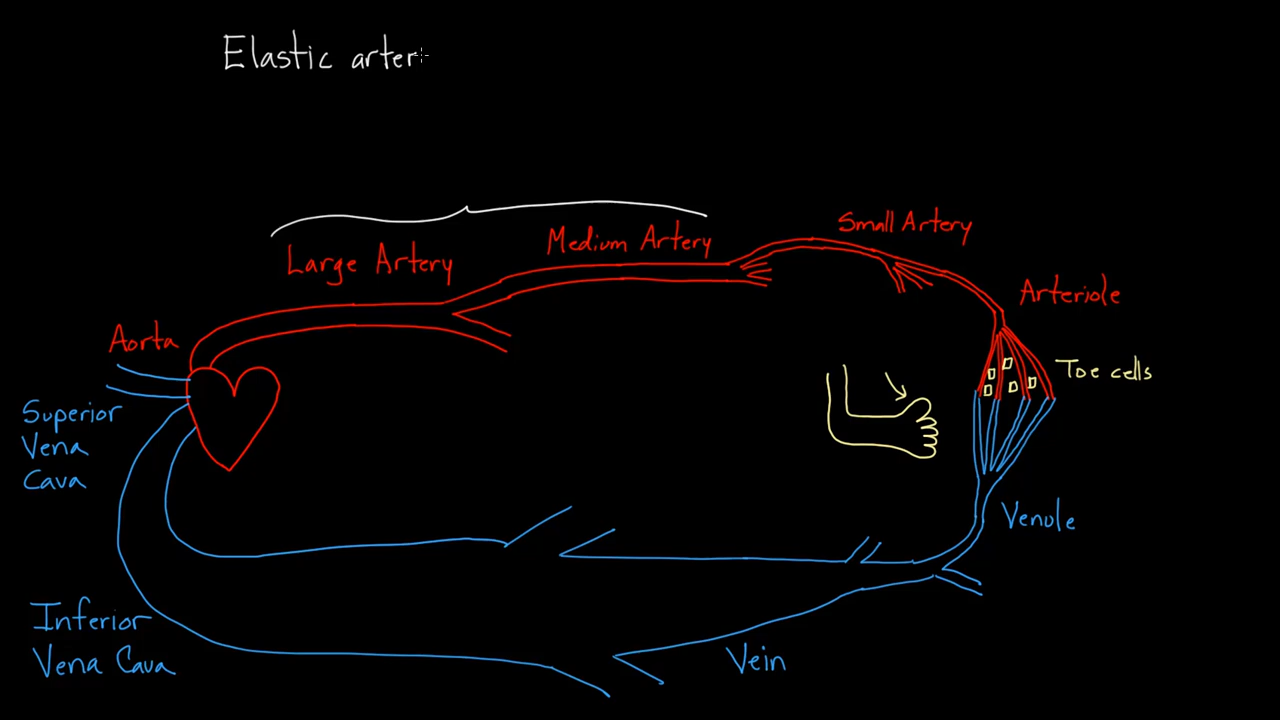 Elastic arter
Small Artery
Medium Artery
Large Artery
Arteriole
Aorta
Toe cells
Superior
Vena
Cava
Venule
Inferior
Vena Cava
Vein